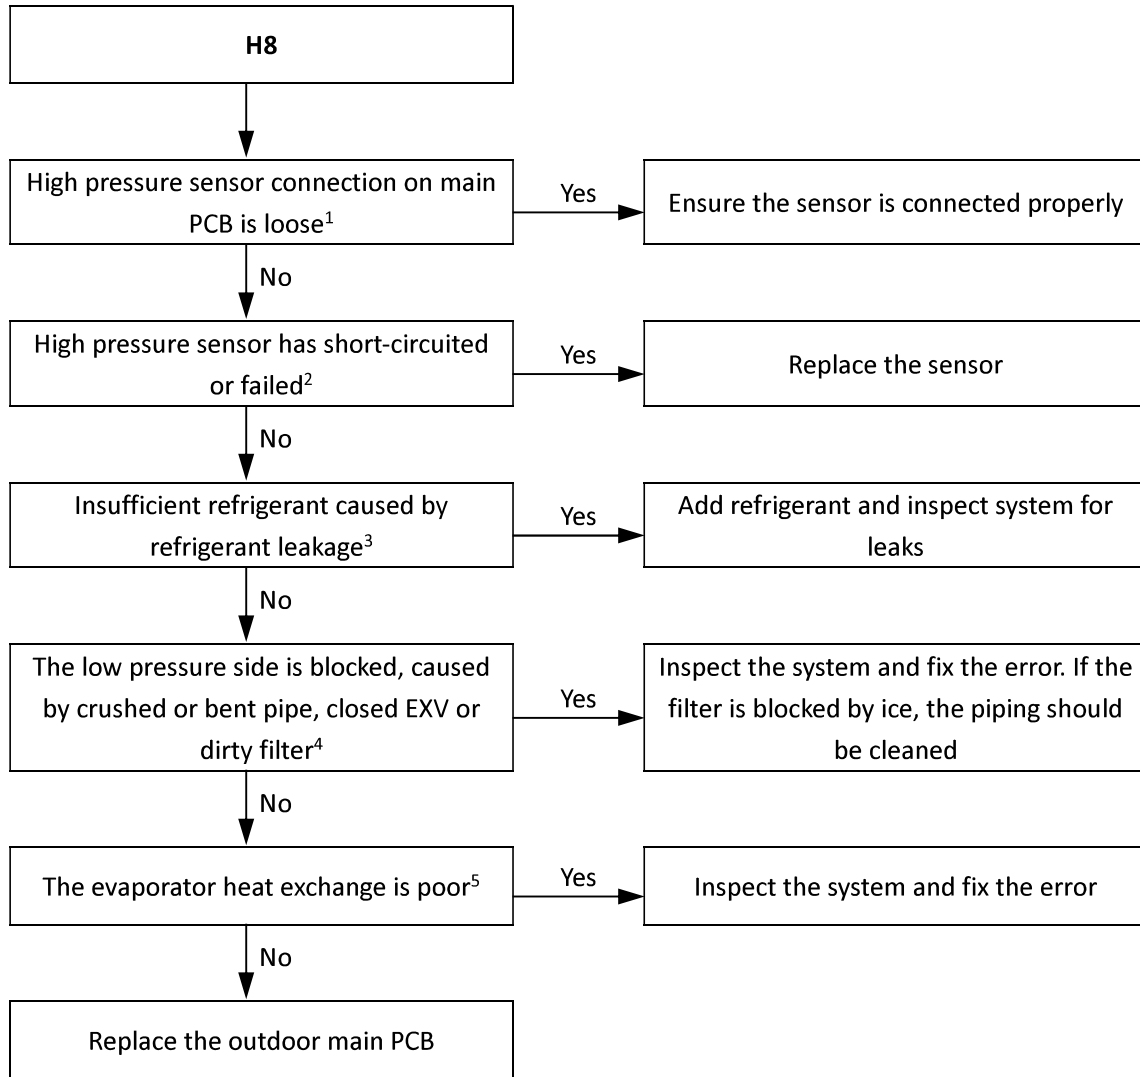 H8
High pressure sensor connection on main
PCB is loose¹
Yes
Ensure the sensor is connected properly
No
High pressure sensor has short-circuited
or failed²
Yes
Replace the sensor
No
Insufficient refrigerant caused by
refrigerant leakage³
Yes
Add refrigerant and inspect system for
leaks
No
The low pressure side is blocked, caused
by crushed or bent pipe, closed EXV or
dirty filter⁴
Yes
Inspect the system and fix the error. If the
filter is blocked by ice, the piping should
be cleaned
No
The evaporator heat exchange is poor⁵
Yes
Inspect the system and fix the error
No
Replace the outdoor main PCB